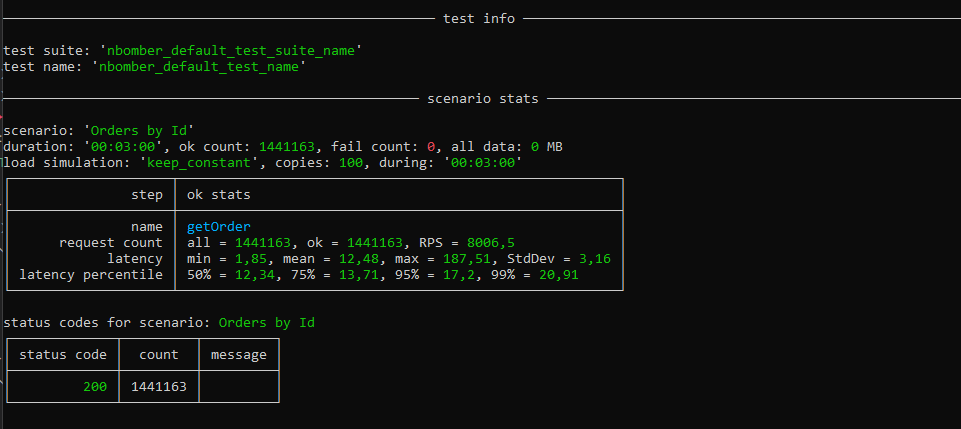 test info
test suite: 'nbomber_default_test_suite_name'
test name: 'nbomber_default_test_name'
scenario stats
scenario: 'Orders by Id'
duration: '00:03:00', ok count: 1441163, fail count: 0, all data: 0 MB
load simulation: 'keep_constant', copies: 100, during: '00:03:00'
step ok stats
name getOrder
request count all = 1441163, ok = 1441163, RPS = 8006,5
latency min = 1,85, mean = 12,48, max = 187,51, StdDev = 3,16
latency percentile 50% = 12,34, 75% = 13,71, 95% = 17,2, 99% = 20,91
status codes for scenario: Orders by Id
status code count message
200 1441163